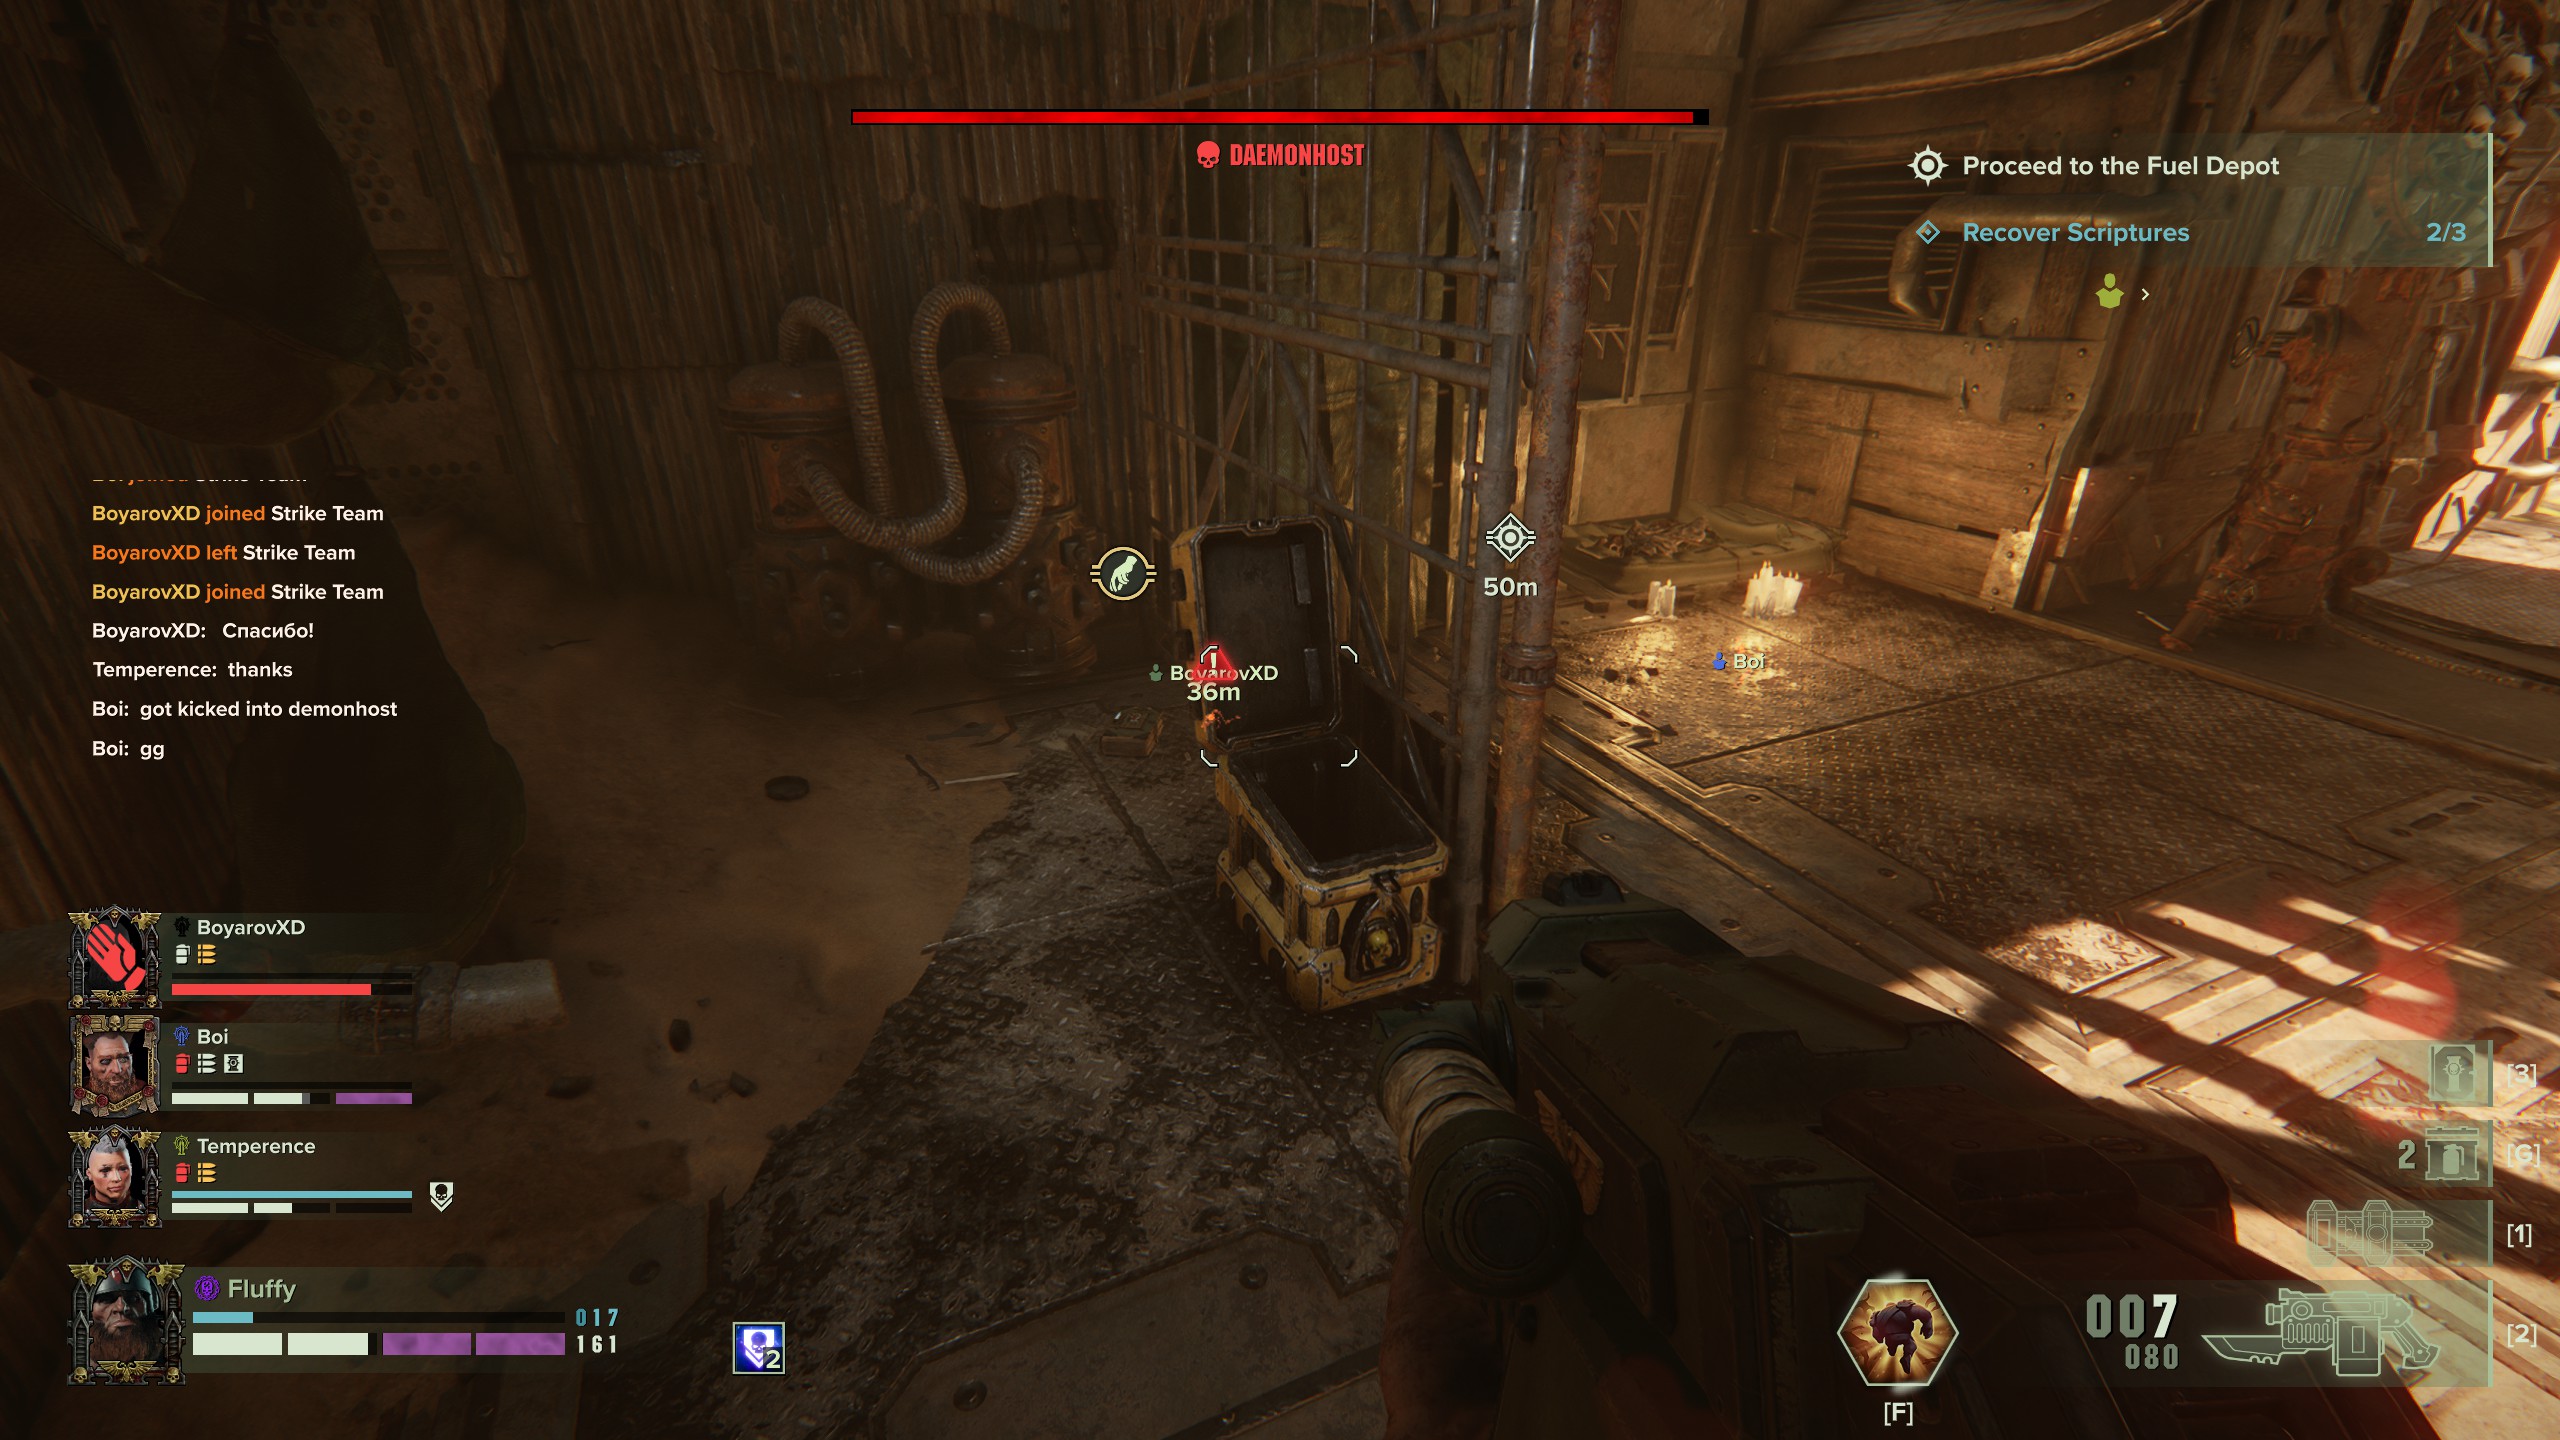 DAEMONHOST
Proceed to the Fuel Depot
Recover Scriptures 2/3
BoyarovXD joined Strike Team
BoyarovXD left Strike Team
BoyarovXD joined Strike Team
BoyarovXD: Спасибо!
Temperence: thanks
Boi: got kicked into demonhost
Boi: gg
50m
BoyarovXD
36m
Boi
BoyarovXD
Boi
Temperence
Fluffy
017
161
2
[3]
2 [G]
[1]
007
080
[2]
[F]